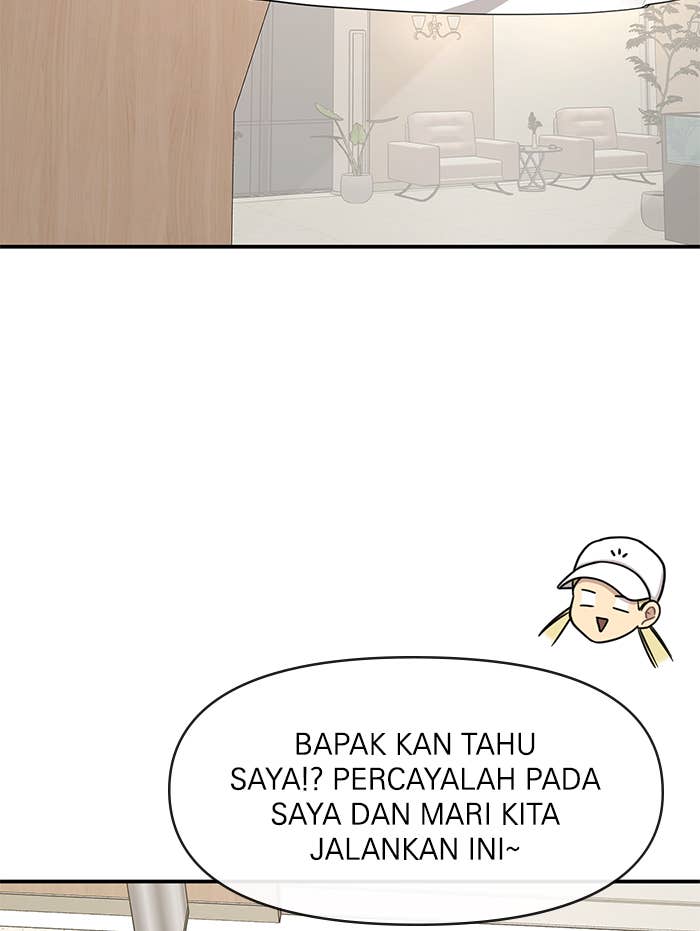 BAPAK KAN TAHU
SAYA!? PERCAYALAH PADA
SAYA DAN MARI KITA
JALANKAN INI~